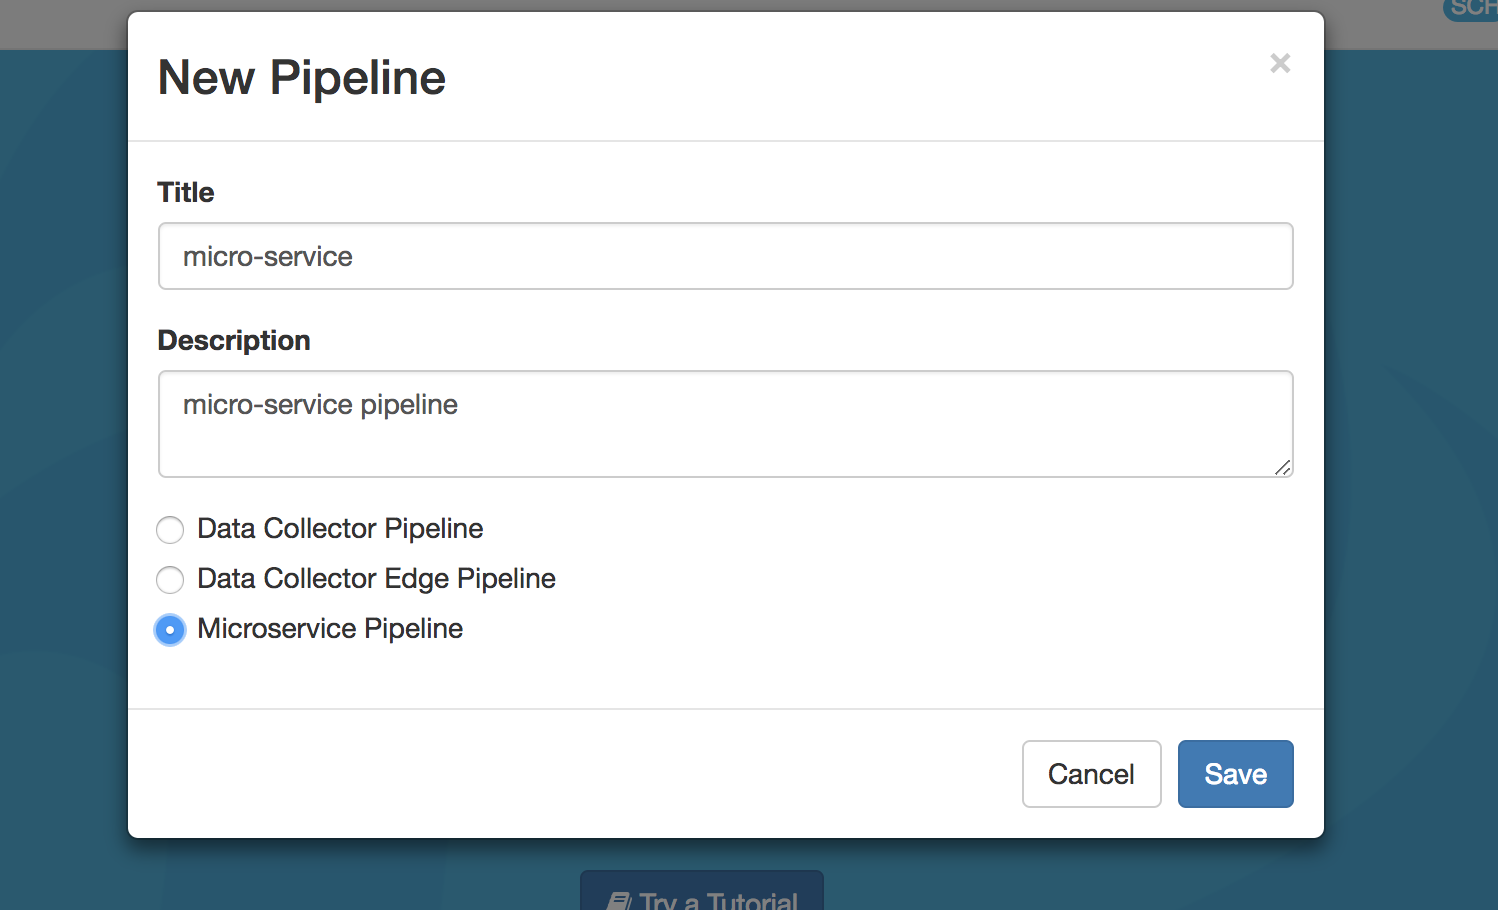 SCH
New Pipeline
×
Title
micro-service
Description
micro-service pipeline
Data Collector Pipeline
Data Collector Edge Pipeline
Microservice Pipeline
Cancel
Save
Try a Tutorial